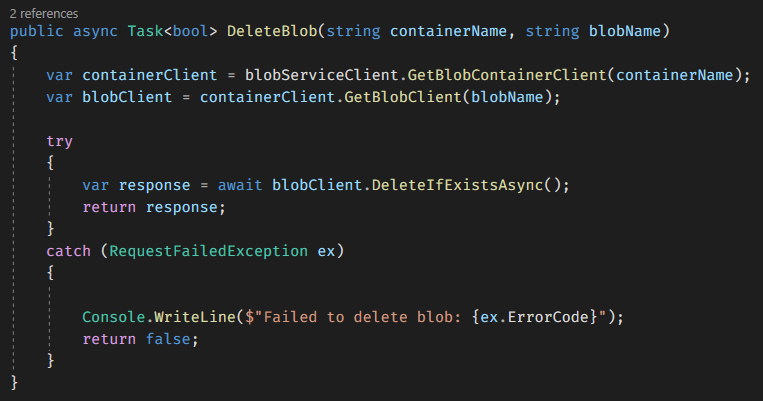 2 references
public async Task<bool> DeleteBlob(string containerName, string blobName)
{
    var containerClient = blobServiceClient.GetBlobContainerClient(containerName);
    var blobClient = containerClient.GetBlobClient(blobName);

    try
    {
        var response = await blobClient.DeleteIfExistsAsync();
        return response;
    }
    catch (RequestFailedException ex)
    {

        Console.WriteLine($"Failed to delete blob: {ex.ErrorCode}");
        return false;
    }
}